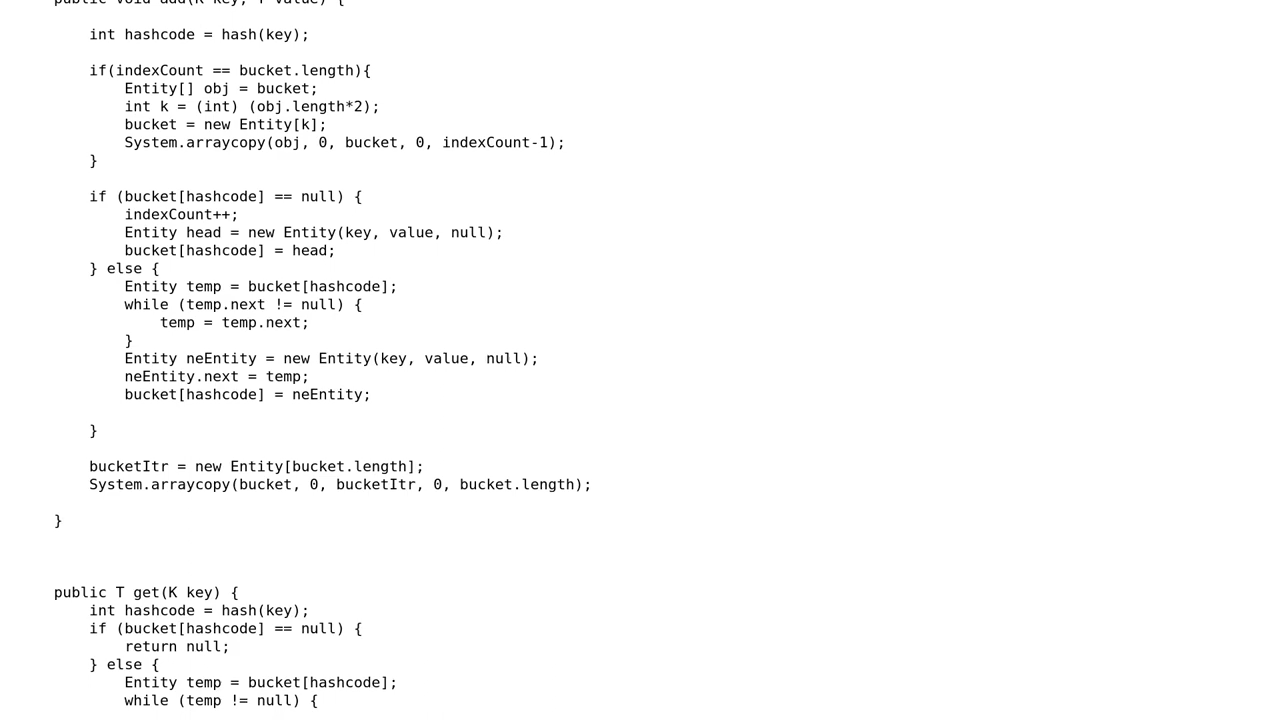 public void add(K key, T value) {
int hashcode = hash(key);
if(indexCount == bucket.length){
Entity[] obj = bucket;
int k = (int) (obj.length*2);
bucket = new Entity[k];
System.arraycopy(obj, 0, bucket, 0, indexCount-1);
}
if (bucket[hashcode] == null) {
indexCount++;
Entity head = new Entity(key, value, null);
bucket[hashcode] = head;
} else {
Entity temp = bucket[hashcode];
while (temp.next != null) {
temp = temp.next;
}
Entity neEntity = new Entity(key, value, null);
neEntity.next = temp;
bucket[hashcode] = neEntity;
}
bucketItr = new Entity[bucket.length];
System.arraycopy(bucket, 0, bucketItr, 0, bucket.length);
}
public T get(K key) {
int hashcode = hash(key);
if (bucket[hashcode] == null) {
return null;
} else {
Entity temp = bucket[hashcode];
while (temp != null) {